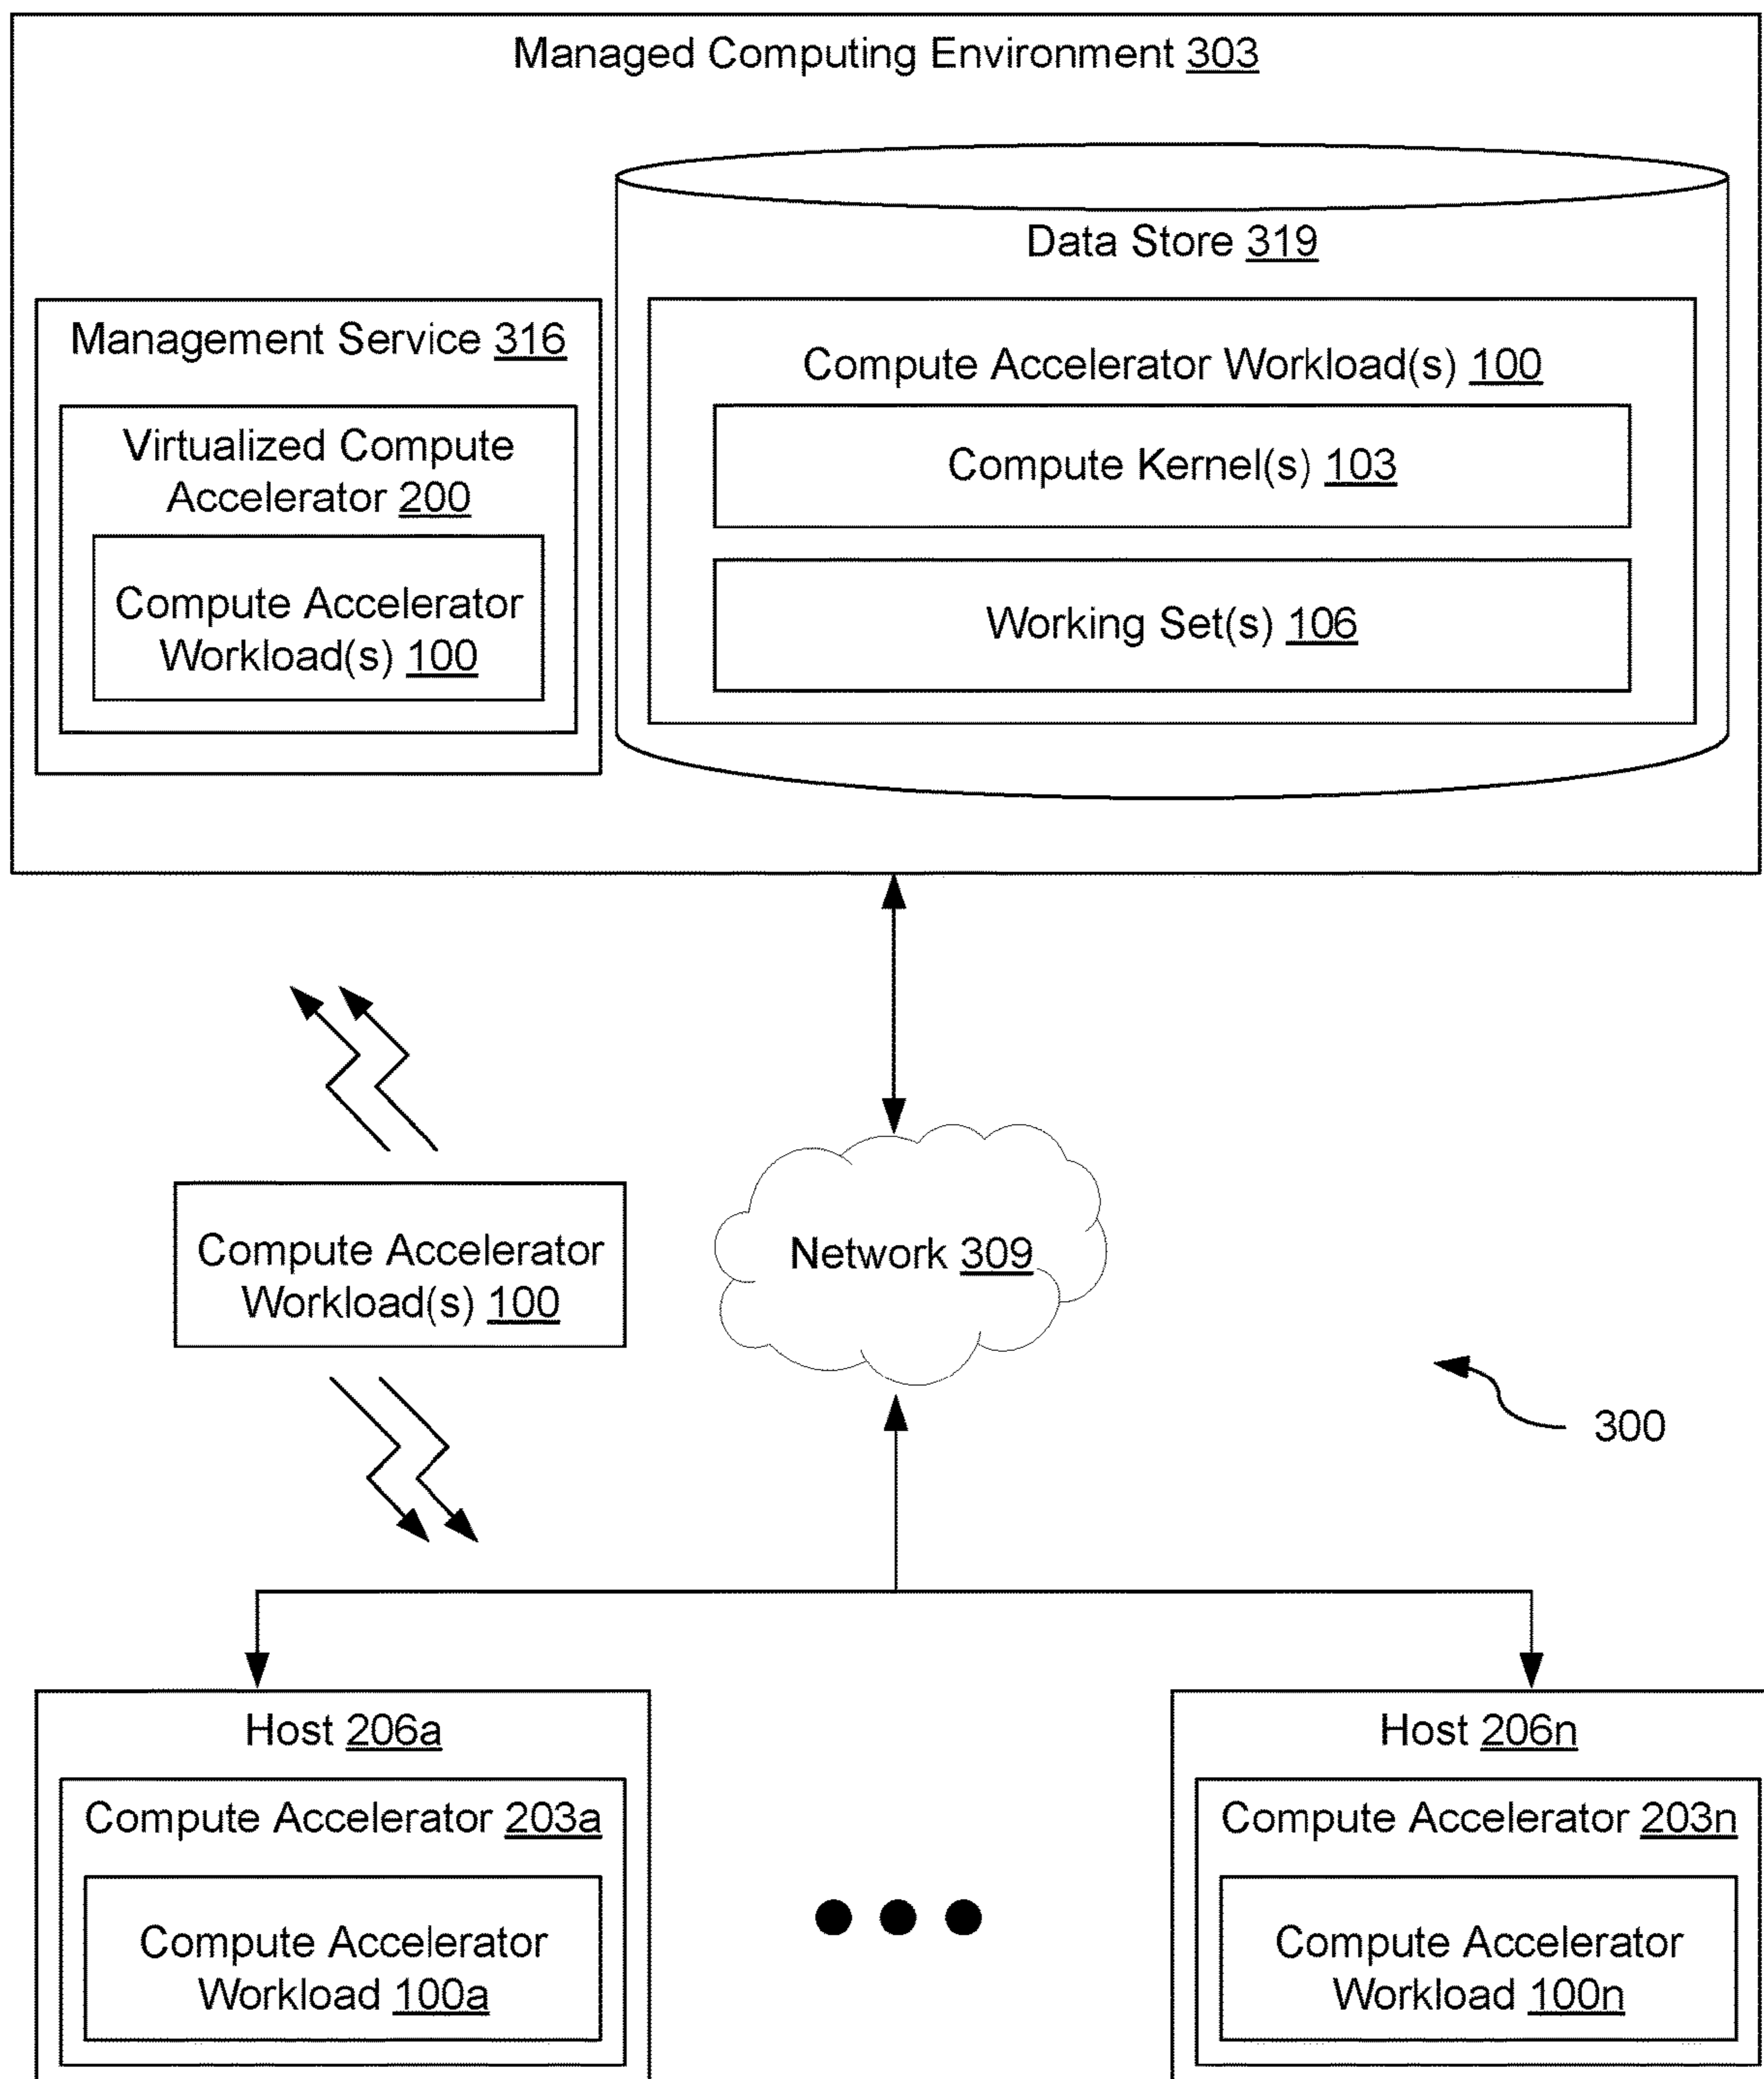 Managed Computing Environment 303
Data Store 319
Management Service 316
Compute Accelerator Workload(s) 100
Virtualized Compute
Accelerator 200
Compute Kernel(s) 103
Compute Accelerator
Workload(s) 100
Working Set(s) 106
Compute Accelerator
Workload(s) 100
Network 309
300
Host 206a
Compute Accelerator 203a
Compute Accelerator
Workload 100a
Host 206n
Compute Accelerator 203n
Compute Accelerator
Workload 100n